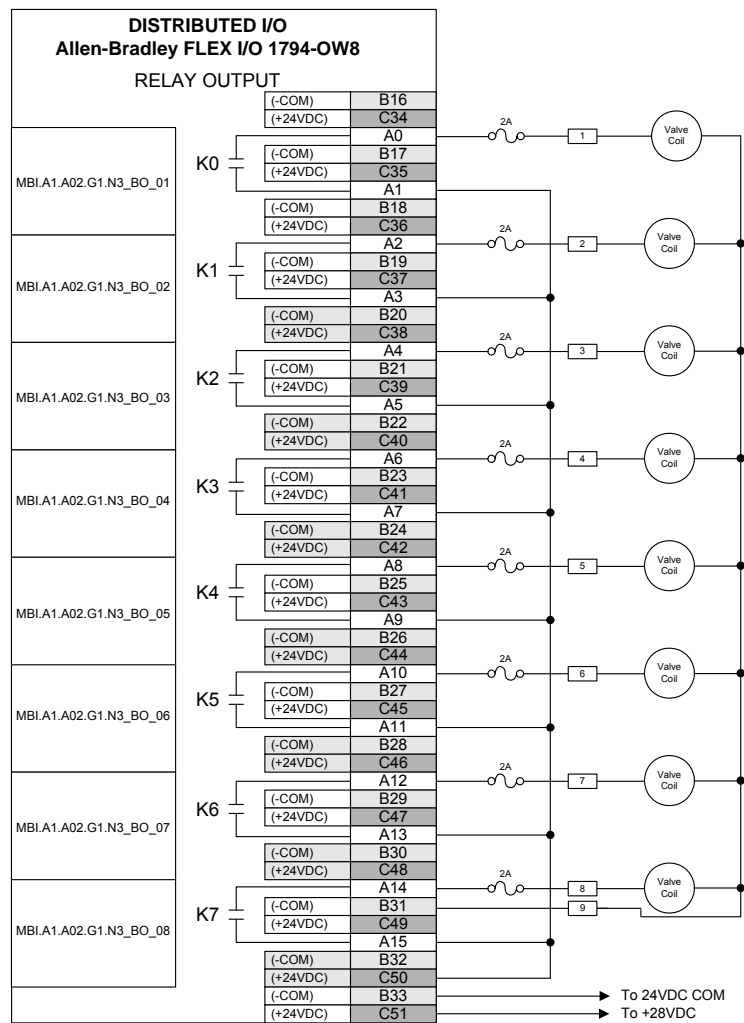 DISTRIBUTED I/O
Allen-Bradley FLEX I/O 1794-OW8
RELAY OUTPUT
(-COM) B16
(+24VDC) C34
A0 2A 1 Valve Coil
MBI.A1.A02.G1.N3_BO_01 K0 (-COM) B17
(+24VDC) C35
A1
(-COM) B18
(+24VDC) C36
A2 2A 2 Valve Coil
MBI.A1.A02.G1.N3_BO_02 K1 (-COM) B19
(+24VDC) C37
A3
(-COM) B20
(+24VDC) C38
A4 2A 3 Valve Coil
MBI.A1.A02.G1.N3_BO_03 K2 (-COM) B21
(+24VDC) C39
A5
(-COM) B22
(+24VDC) C40
A6 2A 4 Valve Coil
MBI.A1.A02.G1.N3_BO_04 K3 (-COM) B23
(+24VDC) C41
A7
(-COM) B24
(+24VDC) C42
A8 2A 5 Valve Coil
MBI.A1.A02.G1.N3_BO_05 K4 (-COM) B25
(+24VDC) C43
A9
(-COM) B26
(+24VDC) C44
A10 2A 6 Valve Coil
MBI.A1.A02.G1.N3_BO_06 K5 (-COM) B27
(+24VDC) C45
A11
(-COM) B28
(+24VDC) C46
A12 2A 7 Valve Coil
MBI.A1.A02.G1.N3_BO_07 K6 (-COM) B29
(+24VDC) C47
A13
(-COM) B30
(+24VDC) C48
A14 2A 8 Valve Coil
MBI.A1.A02.G1.N3_BO_08 K7 (-COM) B31 9
(+24VDC) C49
A15
(-COM) B32
(+24VDC) C50
(-COM) B33 To 24VDC COM
(+24VDC) C51 To +28VDC